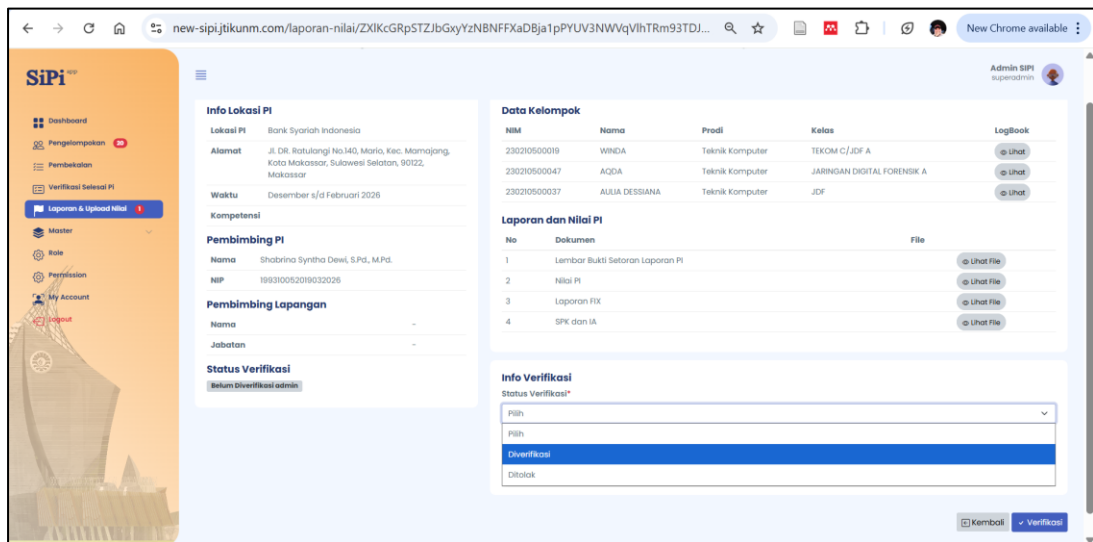 new-sipi.jtikunm.com/laporan-nilai/ZXlKcGRpSTZJbGxyYzNBNFFXaDBja1pPYUV3NWVqVlhTRm93TDJ...
New Chrome available
SiPi app
Admin SIPI
superadmin
Dashboard
Pengelompokan 30
Pembekalan
Verifikasi Selesai PI
Laporan & Upload Nilai 1
Master
Role
Permission
My Account
Logout
Info Lokasi PI
Lokasi PI Bank Syariah Indonesia
Alamat Jl. DR. Ratulangi No.140, Mario, Kec. Mamajang,
Kota Makassar, Sulawesi Selatan, 90122,
Makassar
Waktu Desember s/d Februari 2026
Kompetensi
Pembimbing PI
Nama Shabrina Syntha Dewi, S.Pd., M.Pd.
NIP 199310052019032026
Pembimbing Lapangan
Nama -
Jabatan -
Status Verifikasi
Belum Diverifikasi admin
Data Kelompok
NIM Nama Prodi Kelas LogBook
230210500019 WINDA Teknik Komputer TEKOM C/JDF A Lihat
230210500047 AQDA Teknik Komputer JARINGAN DIGITAL FORENSIK A Lihat
230210500037 AULIA DESSIANA Teknik Komputer JDF Lihat
Laporan dan Nilai PI
No Dokumen File
1 Lembar Bukti Setoran Laporan PI Lihat File
2 Nilai PI Lihat File
3 Laporan FIX Lihat File
4 SPK dan IA Lihat File
Info Verifikasi
Status Verifikasi*
Pilih
Pilih
Diverifikasi
Ditolak
Kembali Verifikasi